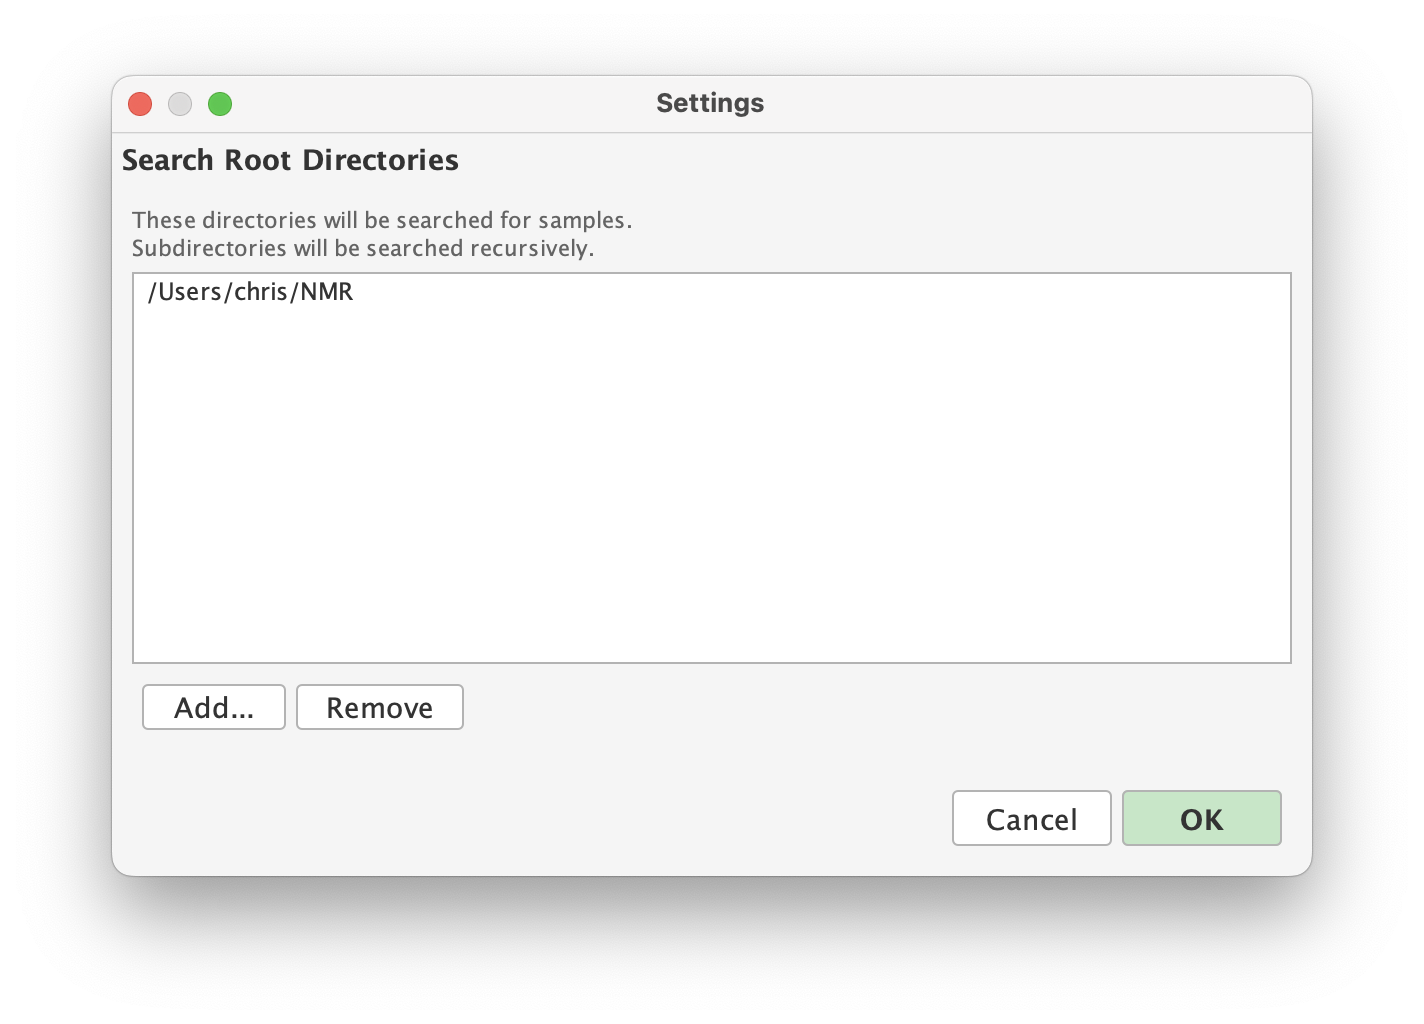 Settings
Search Root Directories
These directories will be searched for samples.
Subdirectories will be searched recursively.
/Users/chris/NMR
Add...
Remove
Cancel
OK